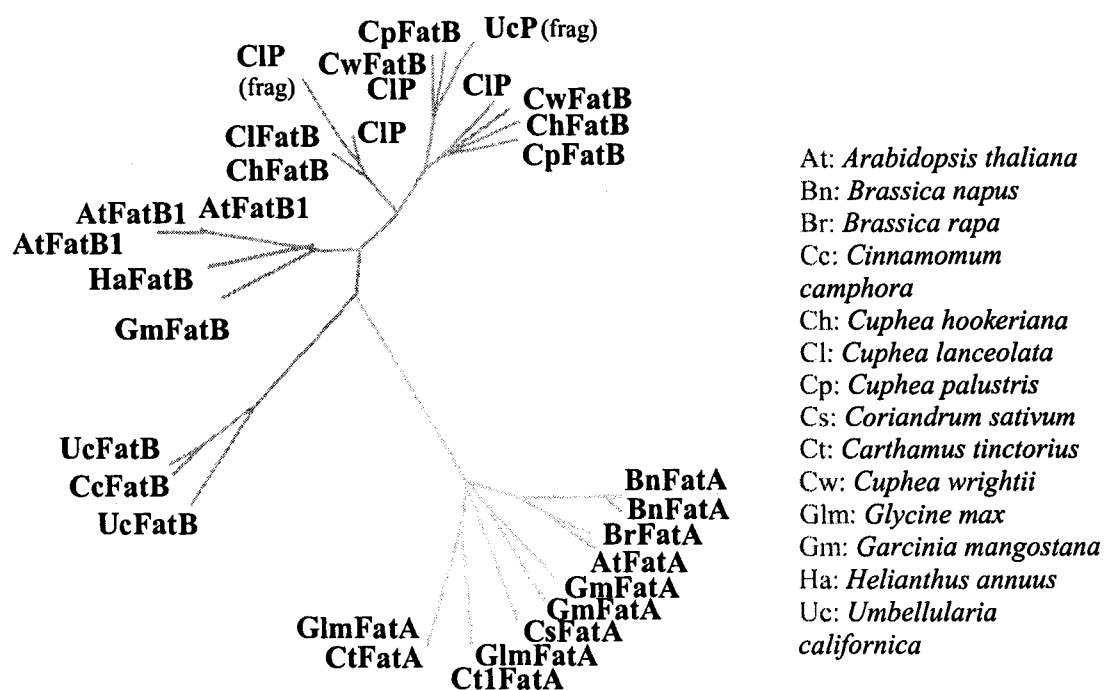 CpFatB
UcP (frag)
CwFatB
ClP
(frag)
ClP
ClP
CwFatB
ChFatB
CpFatB
ClFatB
ChFatB
ClP
AtFatB1
AtFatB1
AtFatB1
HaFatB
GmFatB
UcFatB
CcFatB
UcFatB
BnFatA
BnFatA
BrFatA
AtFatA
GmFatA
GmFatA
CsFatA
GlmFatA
Ct1FatA
GlmFatA
CtFatA
At: Arabidopsis thaliana
Bn: Brassica napus
Br: Brassica rapa
Cc: Cinnamomum
camphora
Ch: Cuphea hookeriana
Cl: Cuphea lanceolata
Cp: Cuphea palustris
Cs: Coriandrum sativum
Ct: Carthamus tinctorius
Cw: Cuphea wrightii
Glm: Glycine max
Gm: Garcinia mangostana
Ha: Helianthus annuus
Uc: Umbellularia
californica